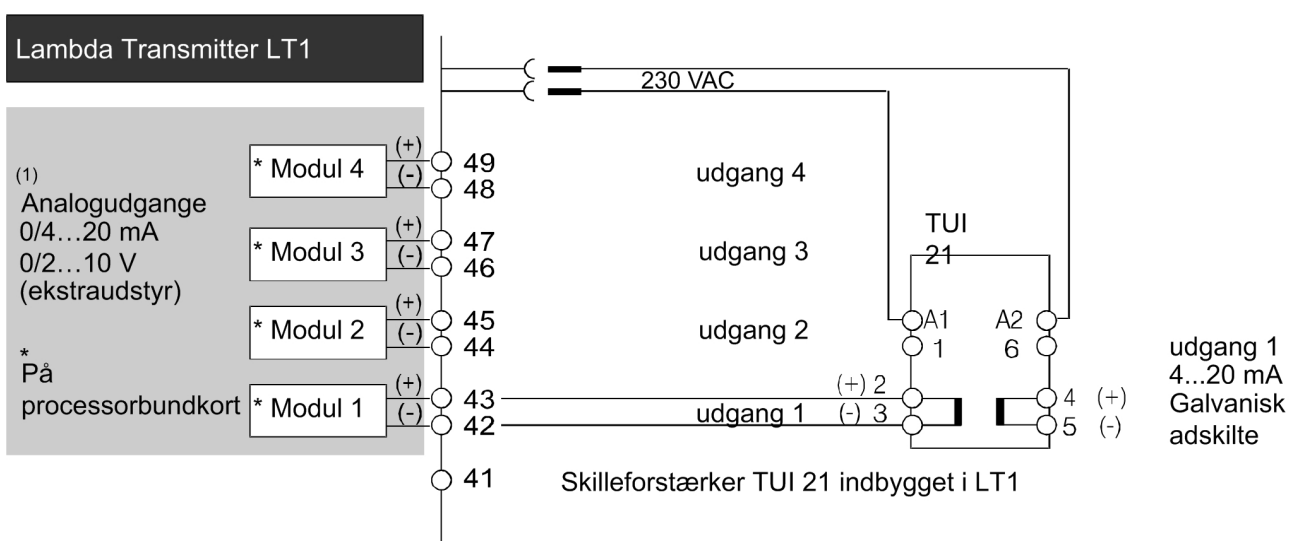 Lambda Transmitter LT1
230 VAC
(1)
Analogudgange
0/4...20 mA
0/2...10 V
(ekstraudstyr)
*
På
processorbundkort
* Modul 4
(+)
(-)
49
48
udgang 4
* Modul 3
(+)
(-)
47
46
udgang 3
* Modul 2
(+)
(-)
45
44
udgang 2
* Modul 1
(+)
(-)
43
42
udgang 1
41
TUI
21
A1
A2
1
6
(+) 2
(-) 3
4 (+)
5 (-)
udgang 1
4...20 mA
Galvanisk
adskilte
Skilleforstærker TUI 21 indbygget i LT1